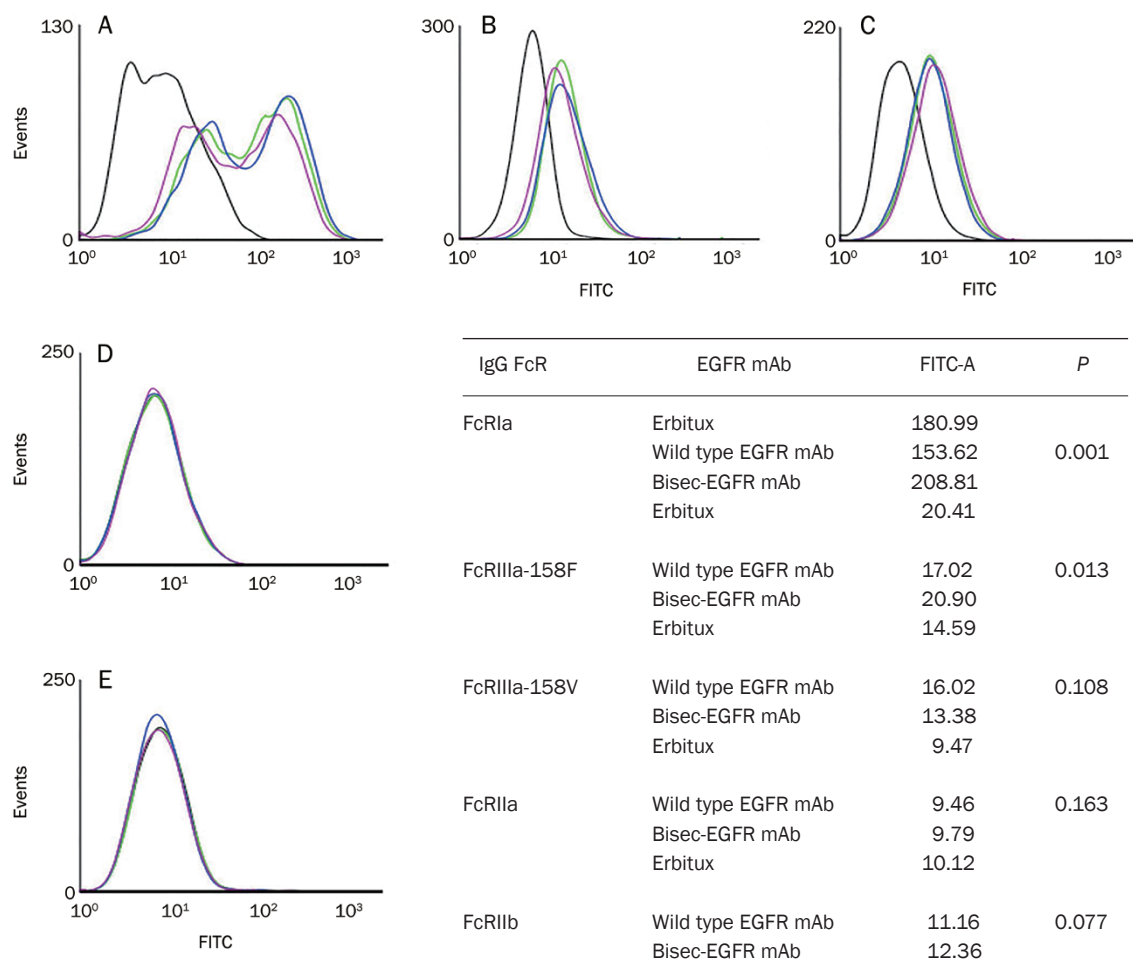 A
130
Events
0
10⁰ 10¹ 10² 10³
B
300
0
10⁰ 10¹ 10² 10³
FITC
C
220
0
10⁰ 10¹ 10² 10³
FITC
D
250
Events
0
10⁰ 10¹ 10² 10³
E
250
Events
0
10⁰ 10¹ 10² 10³
FITC
IgG FcR EGFR mAb FITC-A P
FcRIa Erbitux 180.99
Wild type EGFR mAb 153.62 0.001
Bisec-EGFR mAb 208.81
Erbitux 20.41
FcRIIIa-158F Wild type EGFR mAb 17.02 0.013
Bisec-EGFR mAb 20.90
Erbitux 14.59
FcRIIIa-158V Wild type EGFR mAb 16.02 0.108
Bisec-EGFR mAb 13.38
Erbitux 9.47
FcRIIa Wild type EGFR mAb 9.46 0.163
Bisec-EGFR mAb 9.79
Erbitux 10.12
FcRIIb Wild type EGFR mAb 11.16 0.077
Bisec-EGFR mAb 12.36